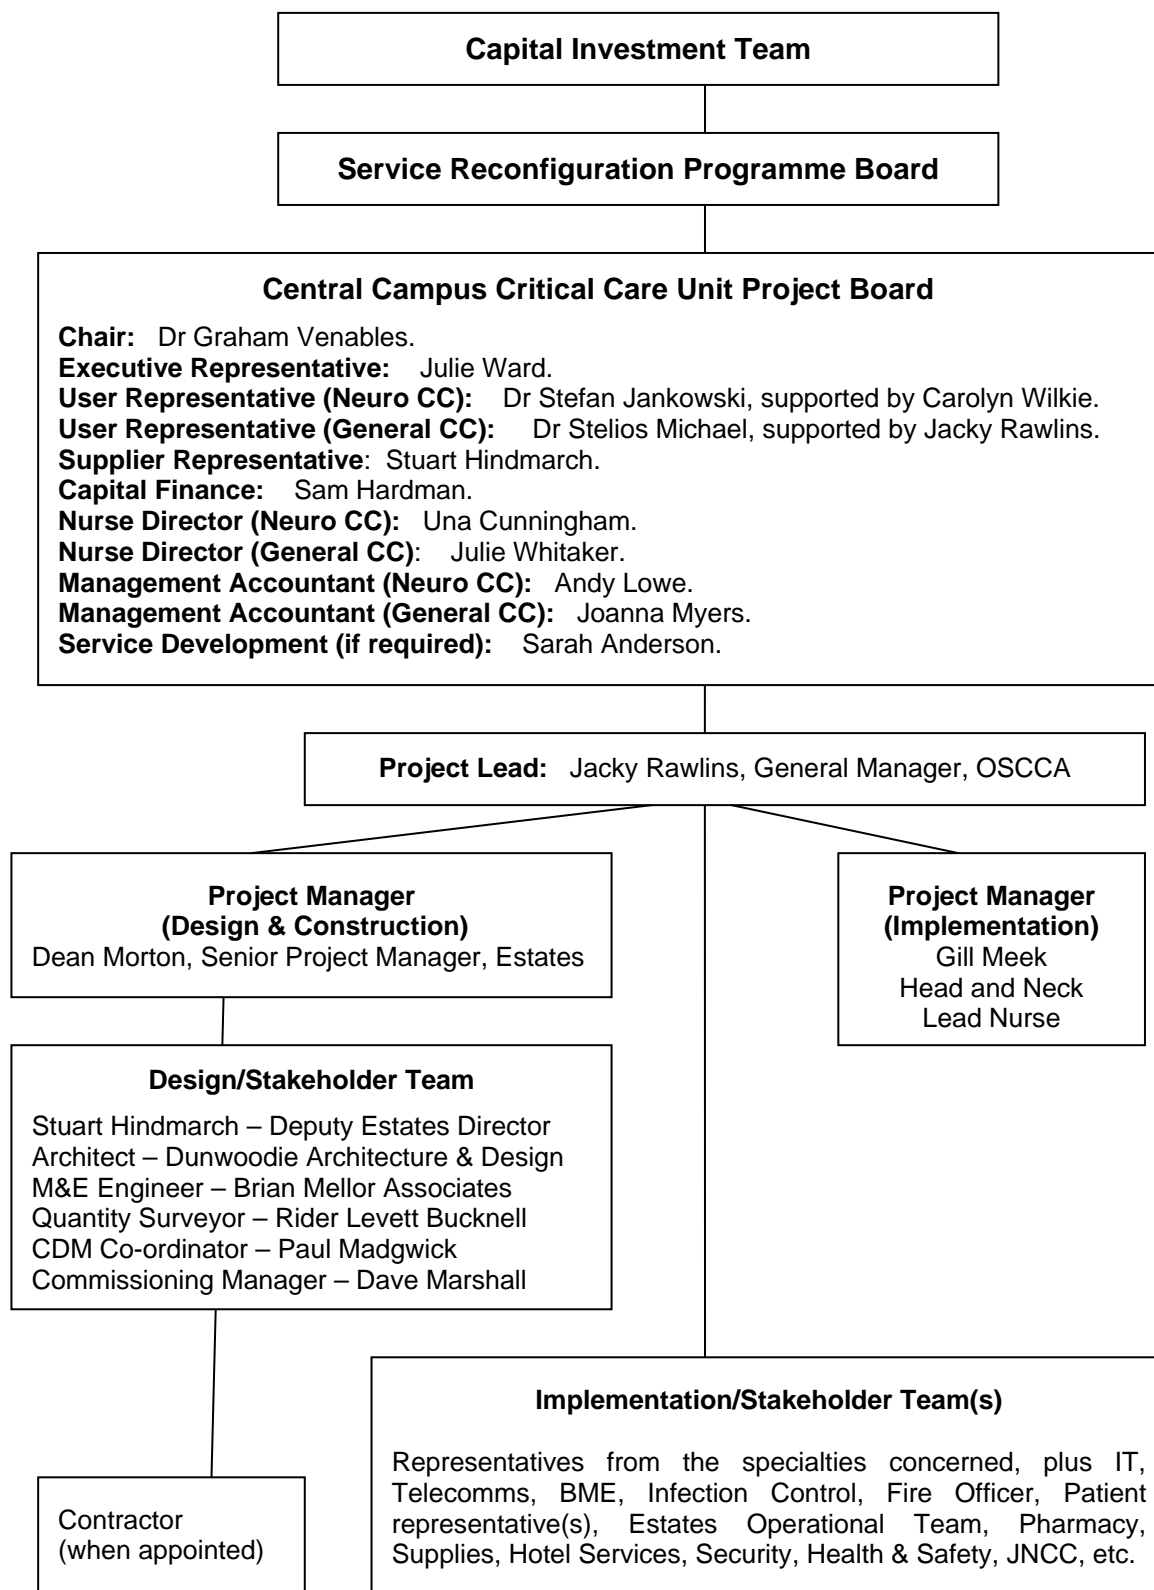 Capital Investment Team
Service Reconfiguration Programme Board
Central Campus Critical Care Unit Project Board
Chair: Dr Graham Venables.
Executive Representative: Julie Ward.
User Representative (Neuro CC): Dr Stefan Jankowski, supported by Carolyn Wilkie.
User Representative (General CC): Dr Stelios Michael, supported by Jacky Rawlins.
Supplier Representative: Stuart Hindmarch.
Capital Finance: Sam Hardman.
Nurse Director (Neuro CC): Una Cunningham.
Nurse Director (General CC): Julie Whitaker.
Management Accountant (Neuro CC): Andy Lowe.
Management Accountant (General CC): Joanna Myers.
Service Development (if required): Sarah Anderson.
Project Lead: Jacky Rawlins, General Manager, OSCCA
Project Manager
(Design & Construction)
Dean Morton, Senior Project Manager, Estates
Project Manager
(Implementation)
Gill Meek
Head and Neck
Lead Nurse
Design/Stakeholder Team
Stuart Hindmarch – Deputy Estates Director
Architect – Dunwoodie Architecture & Design
M&E Engineer – Brian Mellor Associates
Quantity Surveyor – Rider Levett Bucknell
CDM Co-ordinator – Paul Madgwick
Commissioning Manager – Dave Marshall
Contractor
(when appointed)
Implementation/Stakeholder Team(s)
Representatives from the specialties concerned, plus IT,
Telecomms, BME, Infection Control, Fire Officer, Patient
representative(s), Estates Operational Team, Pharmacy,
Supplies, Hotel Services, Security, Health & Safety, JNCC, etc.